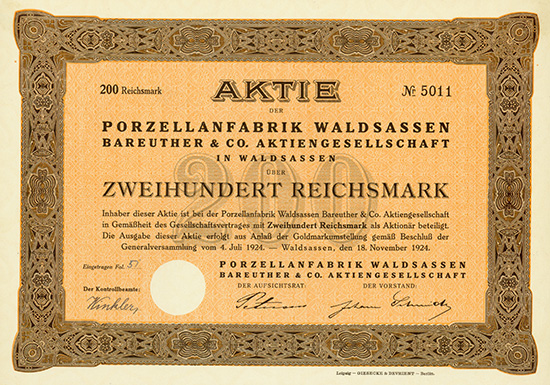 200 Reichsmark AKTIE № 5011
DER
PORZELLANFABRIK WALDSASSEN
BAREUTHER & CO. AKTIENGESELLSCHAFT
IN WALDSASSEN
ÜBER
200
ZWEIHUNDERT REICHSMARK
Inhaber dieser Aktie ist bei der Porzellanfabrik Waldsassen Bareuther & Co. Aktiengesellschaft
in Gemäßheit des Gesellschaftsvertrages mit Zweihundert Reichsmark als Aktionär beteiligt.
Die Ausgabe dieser Aktie erfolgt aus Anlaß der Goldmarkumstellung gemäß Beschluß der
Generalversammlung vom 4. Juli 1924. — Waldsassen, den 18. November 1924.
Eingetragen Fol. 51.
PORZELLANFABRIK WALDSASSEN
BAREUTHER & CO. AKTIENGESELLSCHAFT
DER AUFSICHTSRAT: DER VORSTAND:
Der Kontrollbeamte:
Winkler
Leipzig – GIESECKE & DEVRIENT – Berlin.